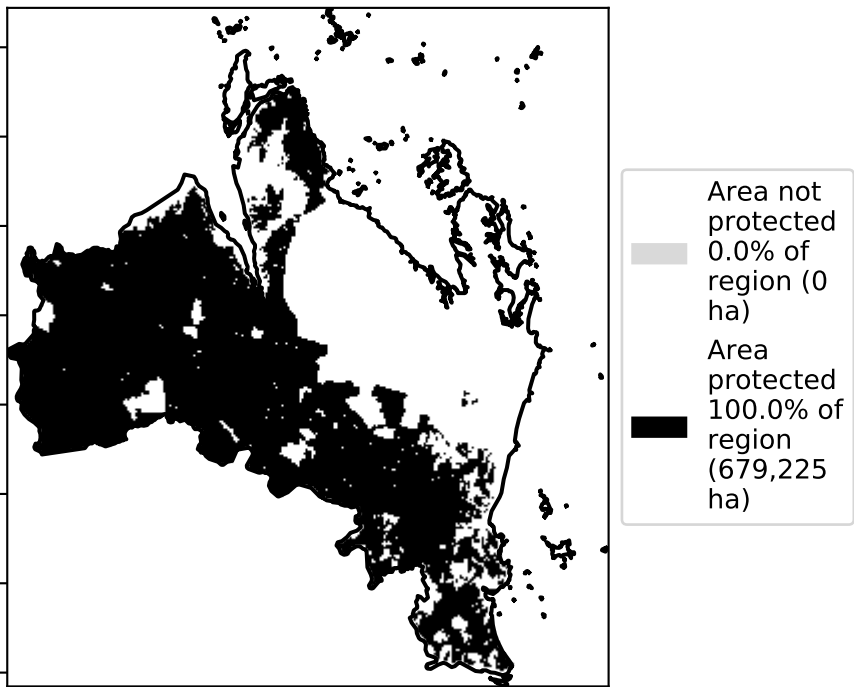 Area not
protected
0.0% of
region (0
ha)
Area
protected
100.0% of
region
(679,225
ha)